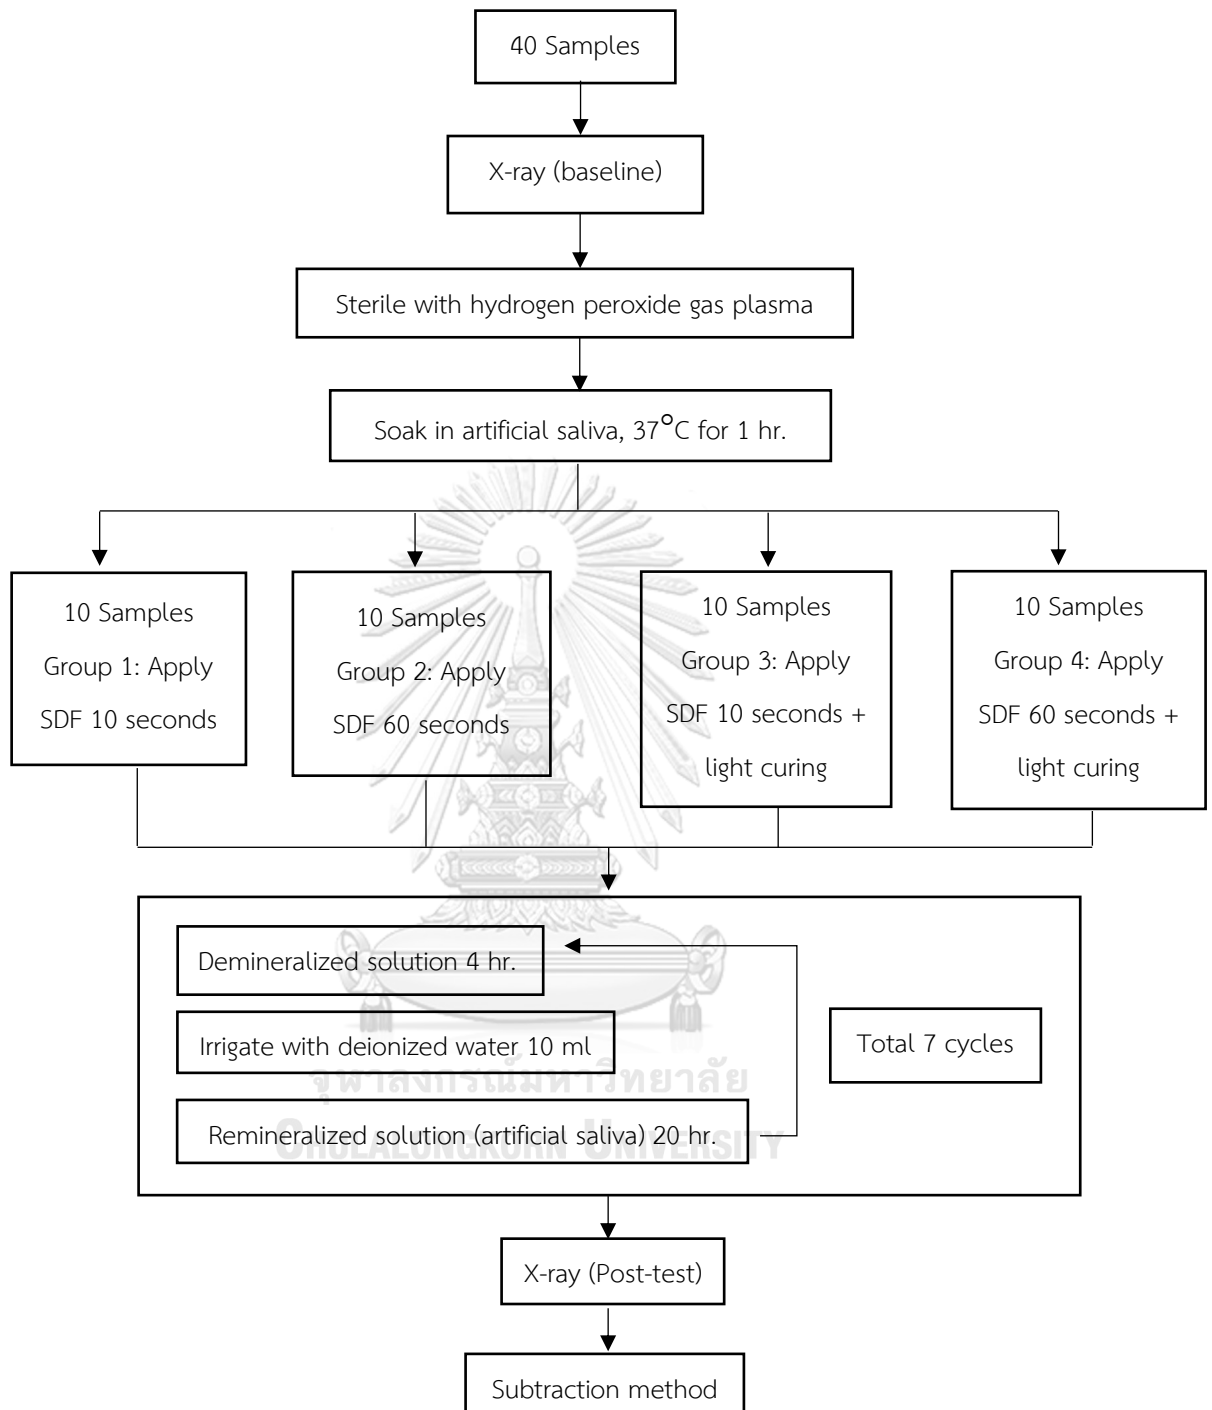 40 Samples
X-ray (baseline)
Sterile with hydrogen peroxide gas plasma
Soak in artificial saliva, 37°C for 1 hr.
10 Samples
Group 1: Apply
SDF 10 seconds
10 Samples
Group 2: Apply
SDF 60 seconds
10 Samples
Group 3: Apply
SDF 10 seconds +
light curing
10 Samples
Group 4: Apply
SDF 60 seconds +
light curing
Demineralized solution 4 hr.
Irrigate with deionized water 10 ml
Total 7 cycles
จุฬาลงกรณ์มหาวิทยาลัย
Remineralized solution (artificial saliva) 20 hr.
CHULALONGKORN UNIVERSITY
X-ray (Post-test)
Subtraction method